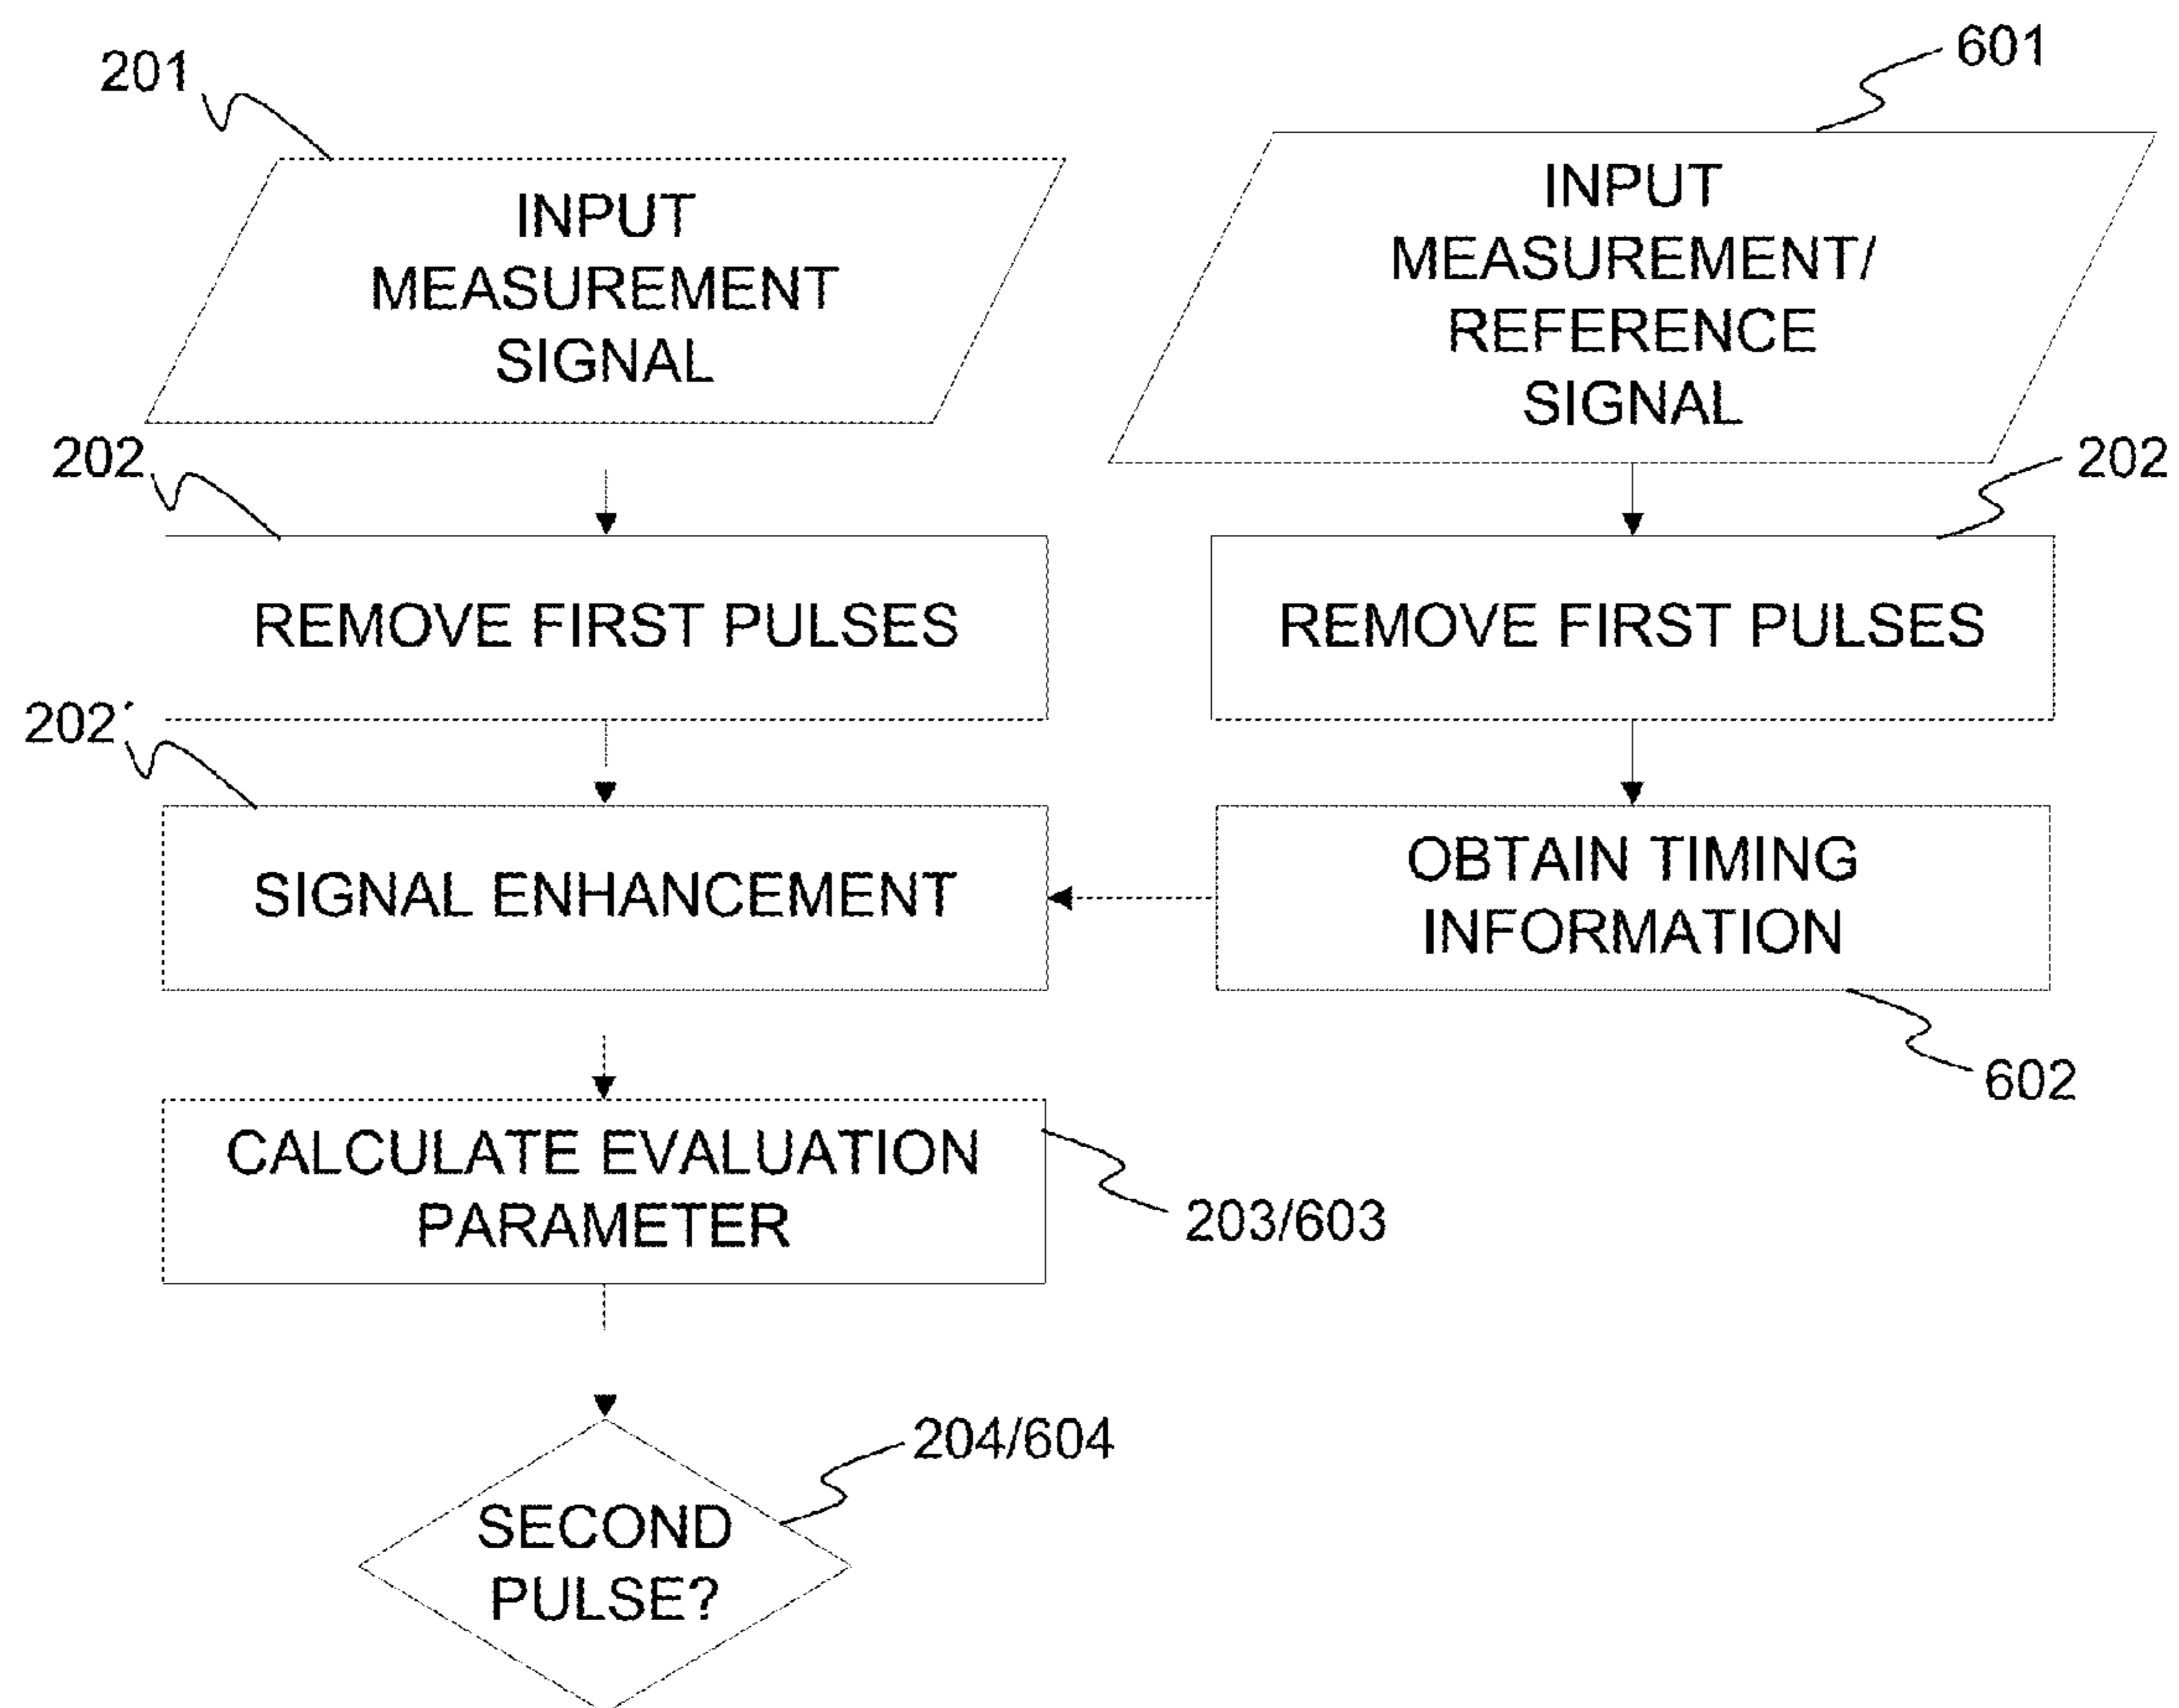 201
601
INPUT
MEASUREMENT
SIGNAL
INPUT
MEASUREMENT/
REFERENCE
SIGNAL
202
202
REMOVE FIRST PULSES
REMOVE FIRST PULSES
202'
SIGNAL ENHANCEMENT
OBTAIN TIMING
INFORMATION
602
CALCULATE EVALUATION
PARAMETER
203/603
204/604
SECOND
PULSE?